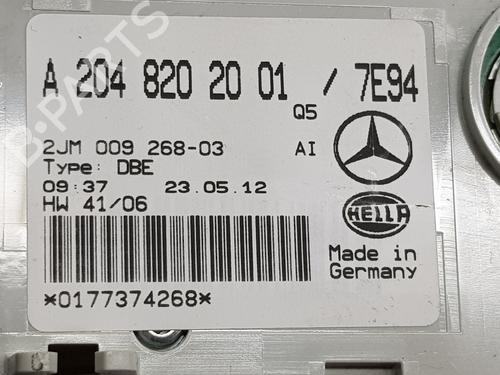 A 204 820 20 01 / 7E94
Q5
2JM 009 268-03 AI
Type: DBE
09:37 23.05.12
HW 41/06
HELLA
Made in
Germany
*0177374268*
B-PARTS